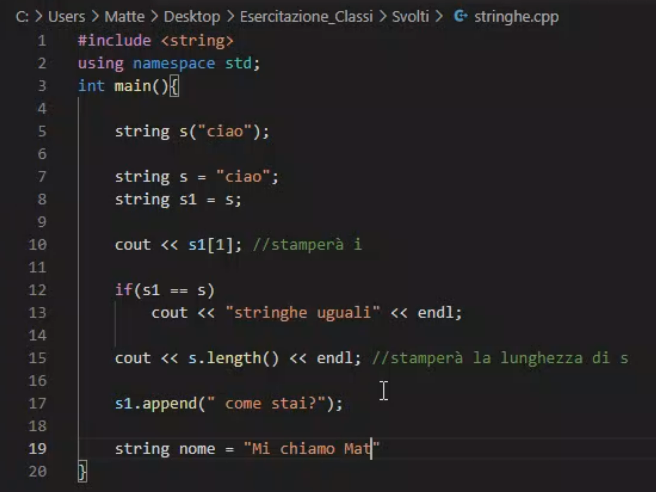 C: > Users > Matte > Desktop > Esercitazione_Classi > Svolti > stringhe.cpp
1 #include <string>
2 using namespace std;
3 int main(){
4
5 string s("ciao");
6
7 string s = "ciao";
8 string s1 = s;
9
10 cout << s1[1]; //stamperà i
11
12 if(s1 == s)
13 cout << "stringhe uguali" << endl;
14
15 cout << s.length() << endl; //stamperà la lunghezza di s
16
17 s1.append(" come stai?");
18
19 string nome = "Mi chiamo Mat"
20 }